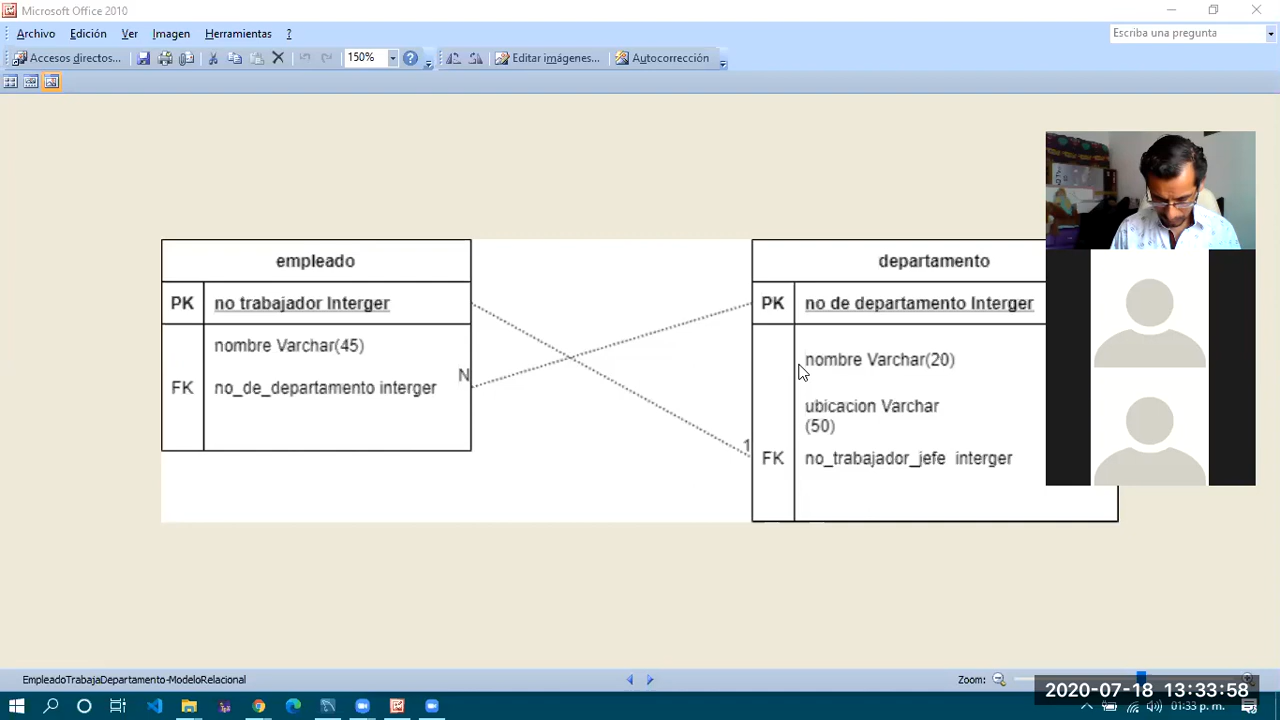 Microsoft Office 2010
Archivo Edición Ver Imagen Herramientas ?
Escriba una pregunta
Accesos directos...
150%
Editar imágenes...
Autocorrección
empleado
PK no trabajador Interger
nombre Varchar(45)
FK no_de_departamento interger
N
1
departamento
PK no de departamento Interger
nombre Varchar(20)
ubicacion Varchar
(50)
FK no_trabajador_jefe interger
EmpleadoTrabajaDepartamento-ModeloRelacional
Zoom:
2020-07-18 13:33:58
01:33 p. m.